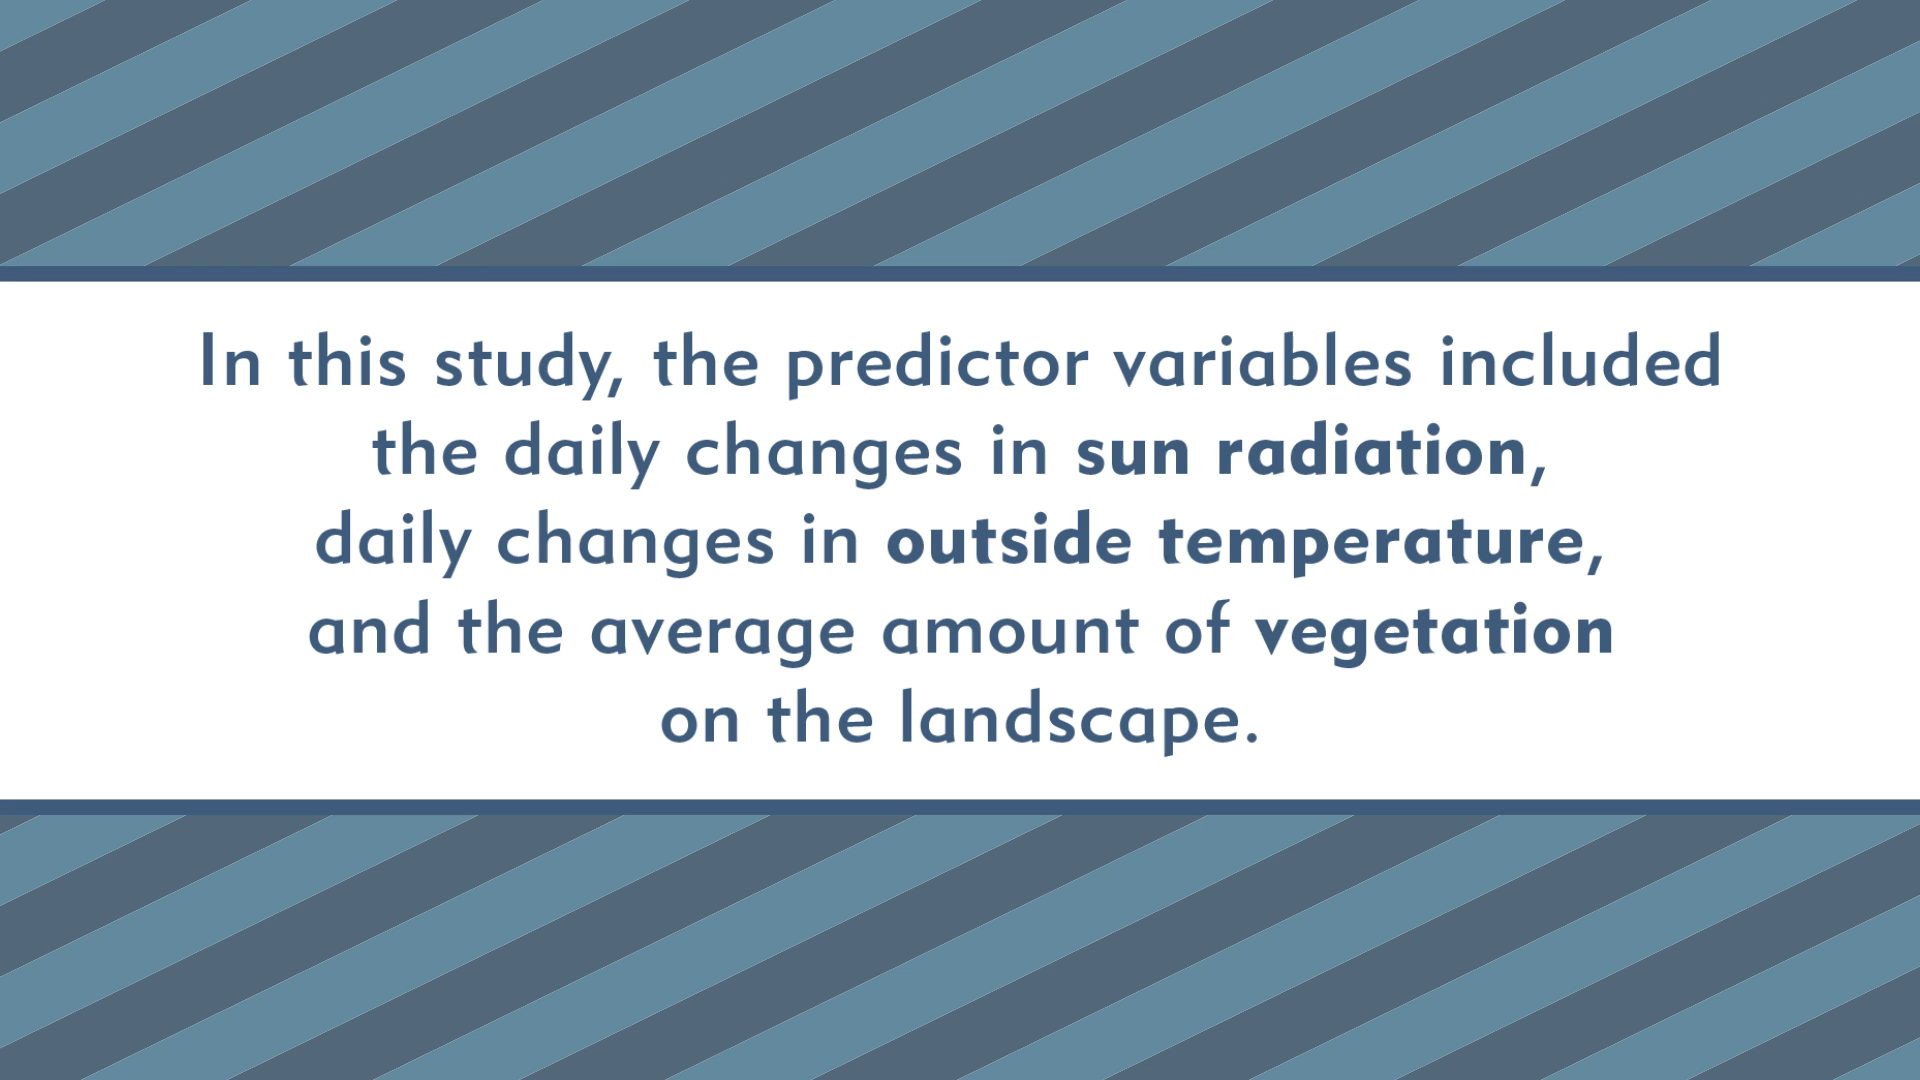 In this study, the predictor variables included
the daily changes in sun radiation,
daily changes in outside temperature,
and the average amount of vegetation
on the landscape.